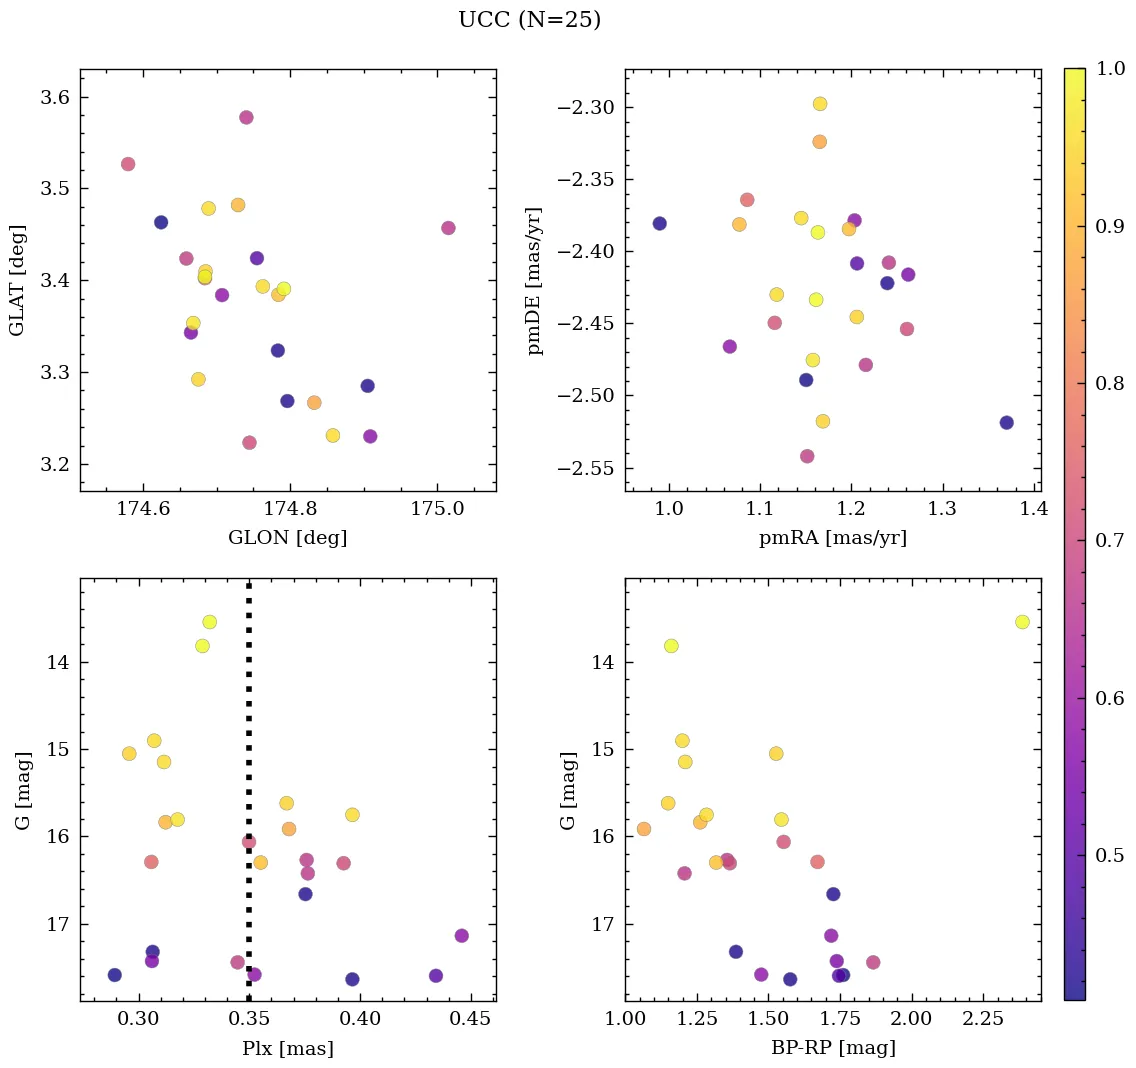 UCC (N=25)
3.6
3.5
3.4
3.3
3.2
GLAT [deg]
174.6 174.8 175.0
GLON [deg]
−2.30
−2.35
−2.40
−2.45
−2.50
−2.55
pmDE [mas/yr]
1.0 1.1 1.2 1.3 1.4
pmRA [mas/yr]
14
15
16
17
G [mag]
0.30 0.35 0.40 0.45
Plx [mas]
14
15
16
17
G [mag]
1.00 1.25 1.50 1.75 2.00 2.25
BP-RP [mag]
1.0
0.9
0.8
0.7
0.6
0.5